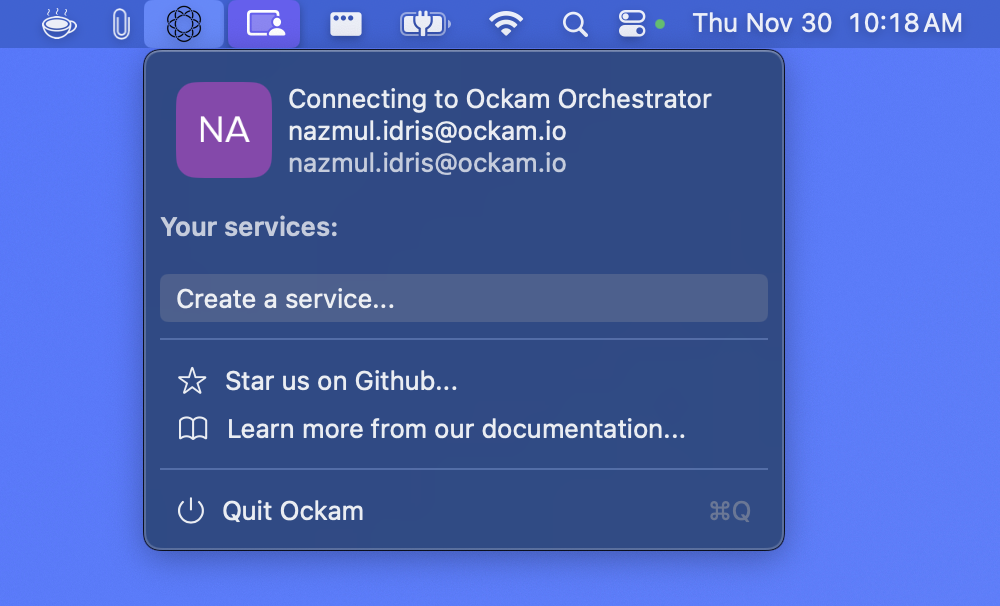 Thu Nov 30 10:18 AM
NA
Connecting to Ockam Orchestrator
nazmul.idris@ockam.io
nazmul.idris@ockam.io
Your services:
Create a service...
Star us on Github...
Learn more from our documentation...
Quit Ockam ⌘Q